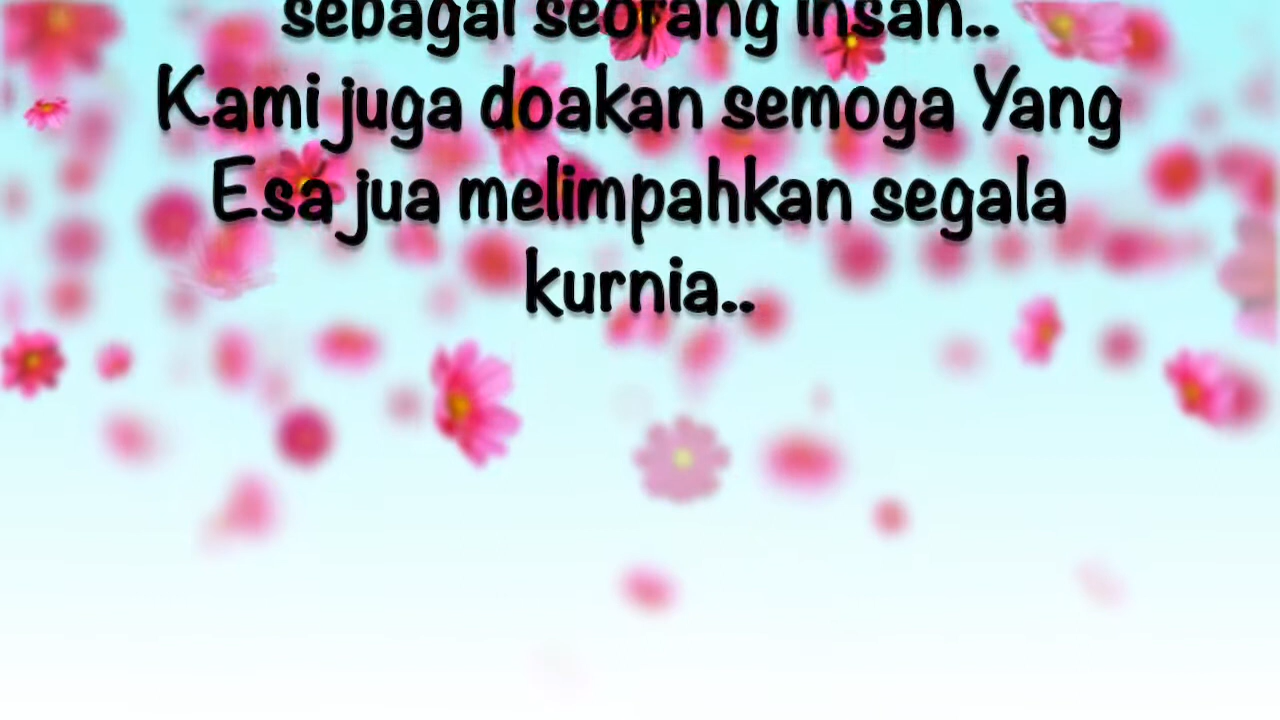 sebagai seorang insan..
Kami juga doakan semoga Yang
Esa jua melimpahkan segala
kurnia..